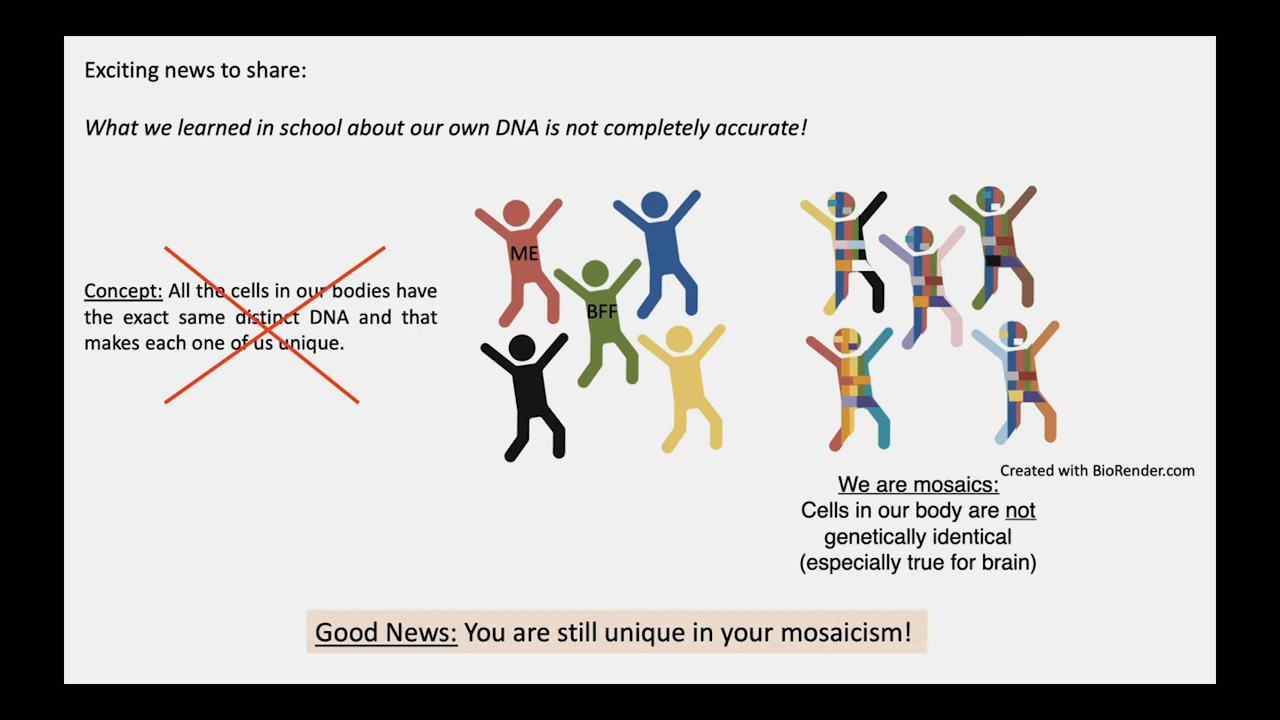 Exciting news to share:
What we learned in school about our own DNA is not completely accurate!
Concept: All the cells in our bodies have
the exact same distinct DNA and that
makes each one of us unique.
ME
BFF
Created with BioRender.com
We are mosaics:
Cells in our body are not
genetically identical
(especially true for brain)
Good News: You are still unique in your mosaicism!